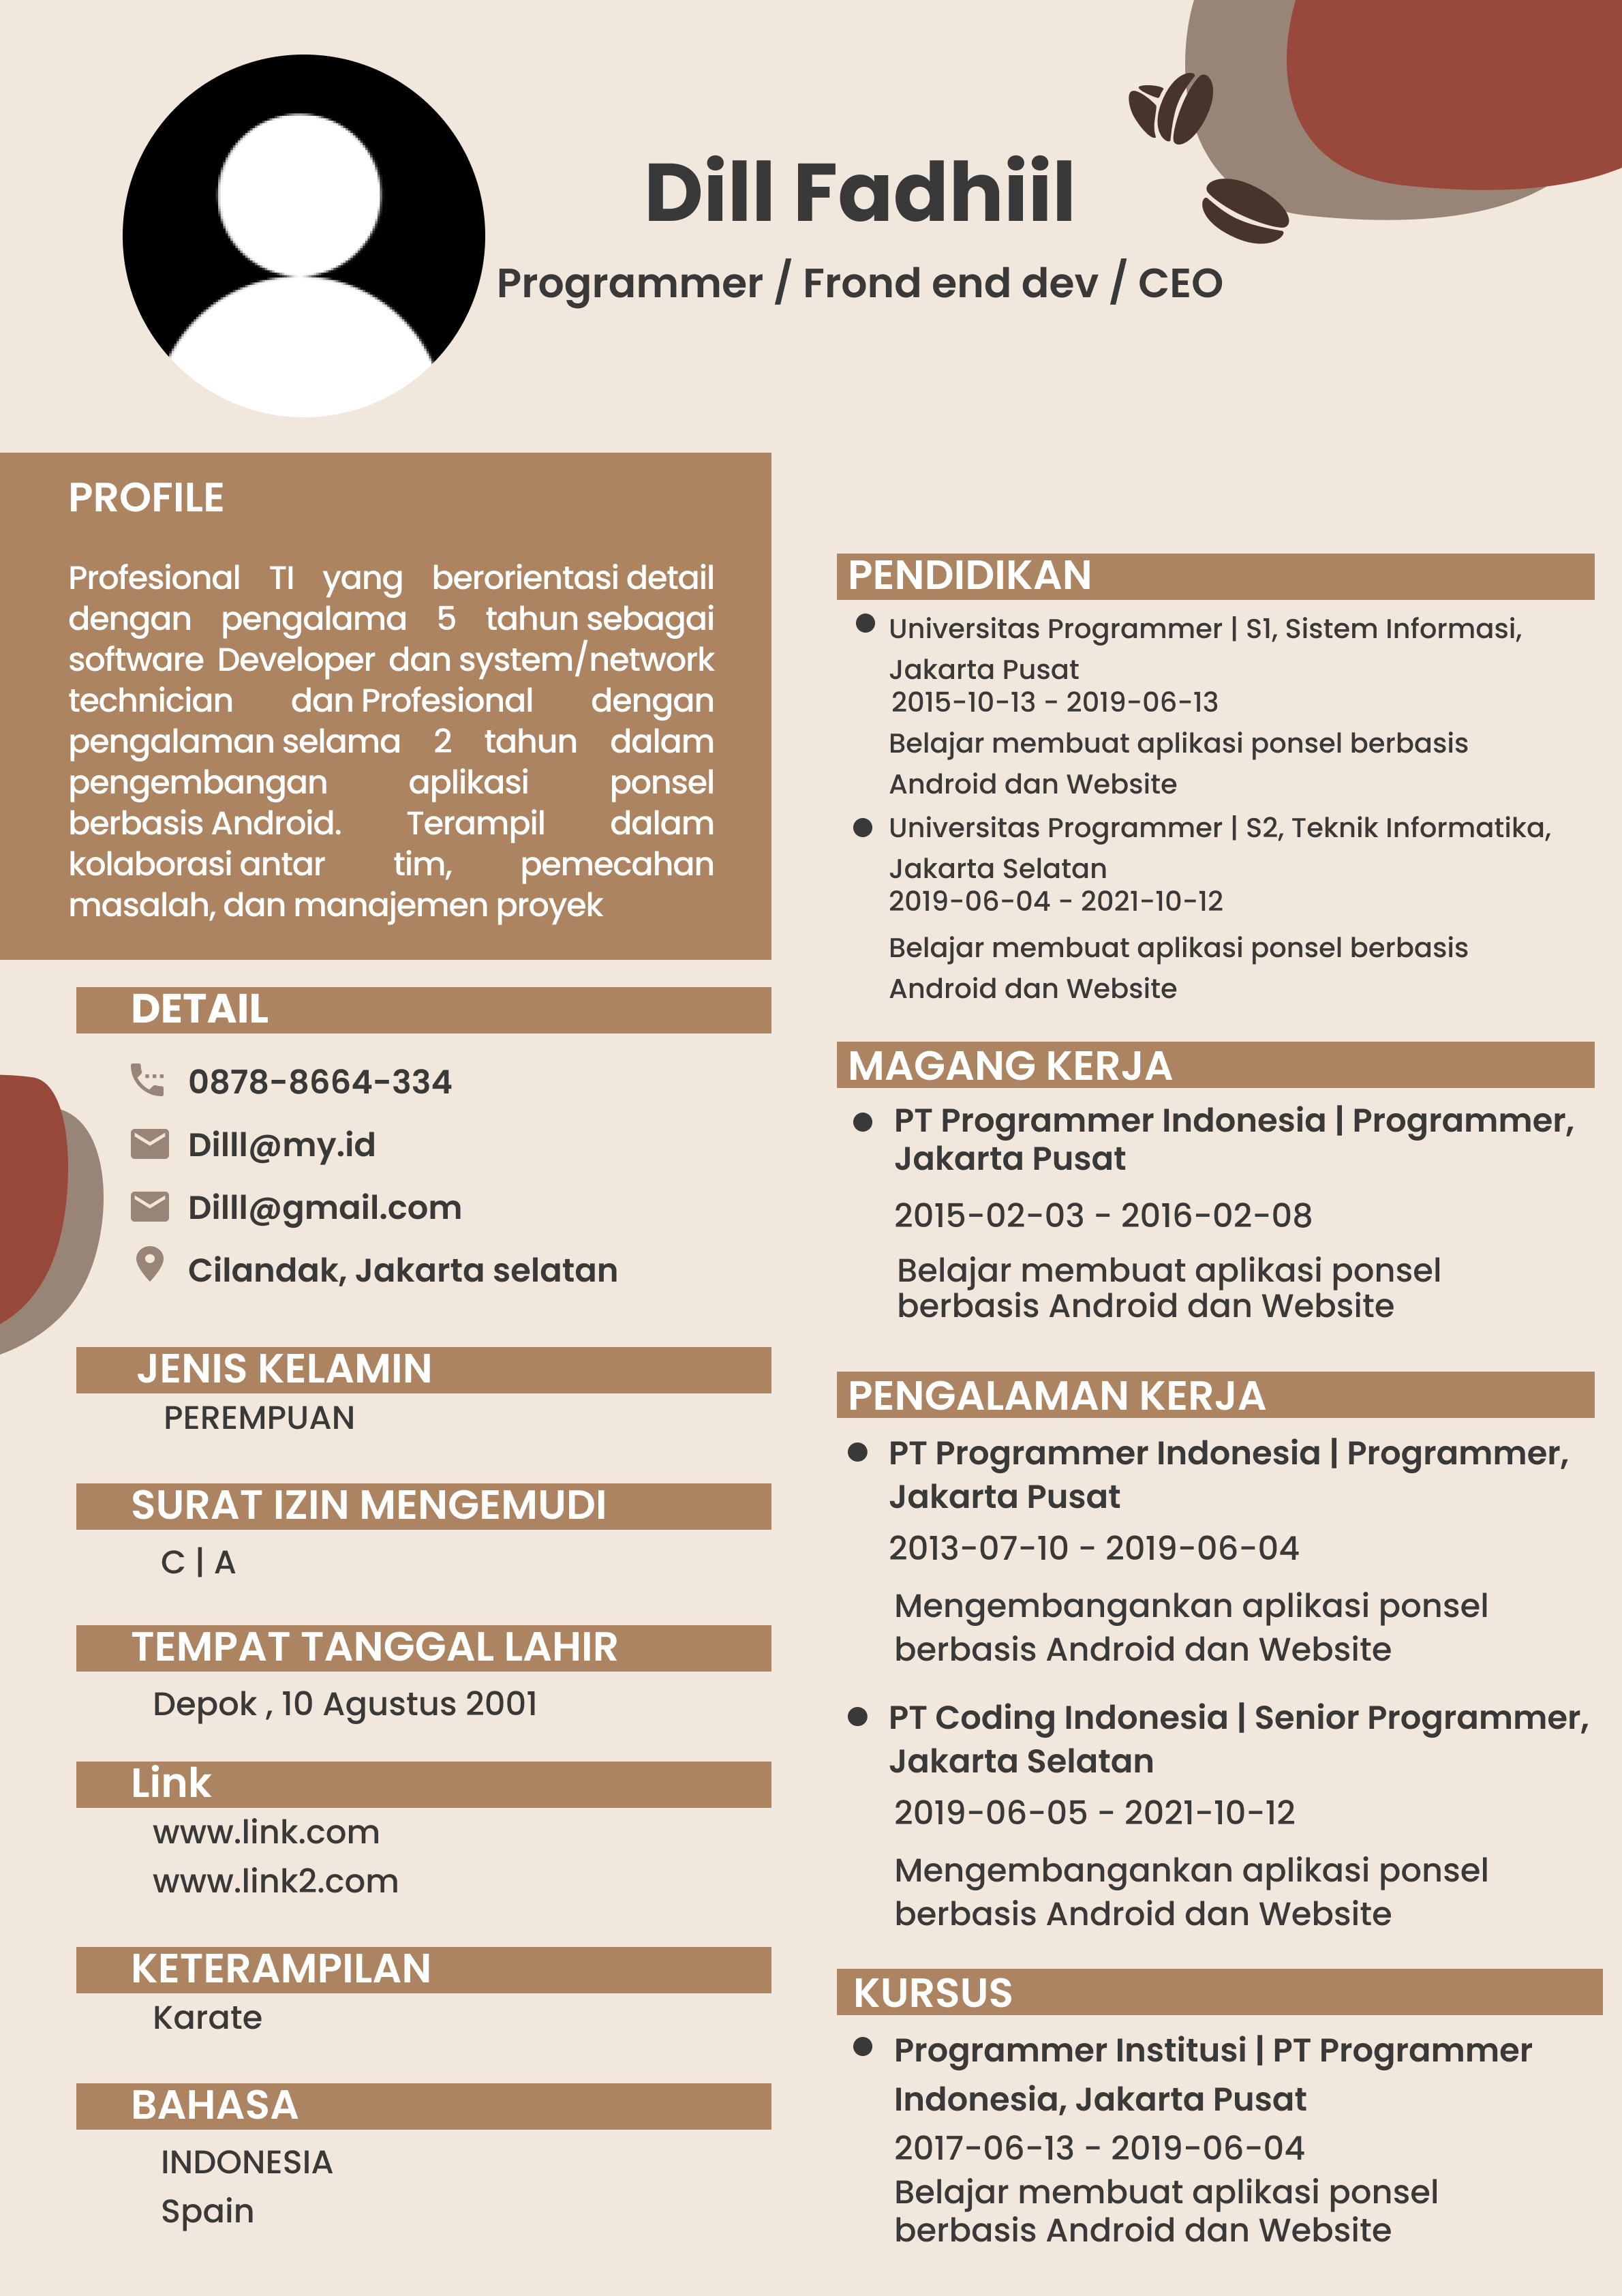 Dill Fadhiil
Programmer / Frond end dev / CEO
PROFILE
Profesional TI yang berorientasi detail
dengan pengalama 5 tahun sebagai
software Developer dan system/network
technician dan Profesional dengan
pengalaman selama 2 tahun dalam
pengembangan aplikasi ponsel
berbasis Android. Terampil dalam
kolaborasi antar tim, pemecahan
masalah, dan manajemen proyek
DETAIL
0878-8664-334
Dilll@my.id
Dilll@gmail.com
Cilandak, Jakarta selatan
JENIS KELAMIN
PEREMPUAN
SURAT IZIN MENGEMUDI
C | A
TEMPAT TANGGAL LAHIR
Depok , 10 Agustus 2001
Link
www.link.com
www.link2.com
KETERAMPILAN
Karate
BAHASA
INDONESIA
Spain
PENDIDIKAN
Universitas Programmer | S1, Sistem Informasi,
Jakarta Pusat
2015-10-13 - 2019-06-13
Belajar membuat aplikasi ponsel berbasis
Android dan Website
Universitas Programmer | S2, Teknik Informatika,
Jakarta Selatan
2019-06-04 - 2021-10-12
Belajar membuat aplikasi ponsel berbasis
Android dan Website
MAGANG KERJA
PT Programmer Indonesia | Programmer,
Jakarta Pusat
2015-02-03 - 2016-02-08
Belajar membuat aplikasi ponsel
berbasis Android dan Website
PENGALAMAN KERJA
PT Programmer Indonesia | Programmer,
Jakarta Pusat
2013-07-10 - 2019-06-04
Mengembangankan aplikasi ponsel
berbasis Android dan Website
PT Coding Indonesia | Senior Programmer,
Jakarta Selatan
2019-06-05 - 2021-10-12
Mengembangankan aplikasi ponsel
berbasis Android dan Website
KURSUS
Programmer Institusi | PT Programmer
Indonesia, Jakarta Pusat
2017-06-13 - 2019-06-04
Belajar membuat aplikasi ponsel
berbasis Android dan Website